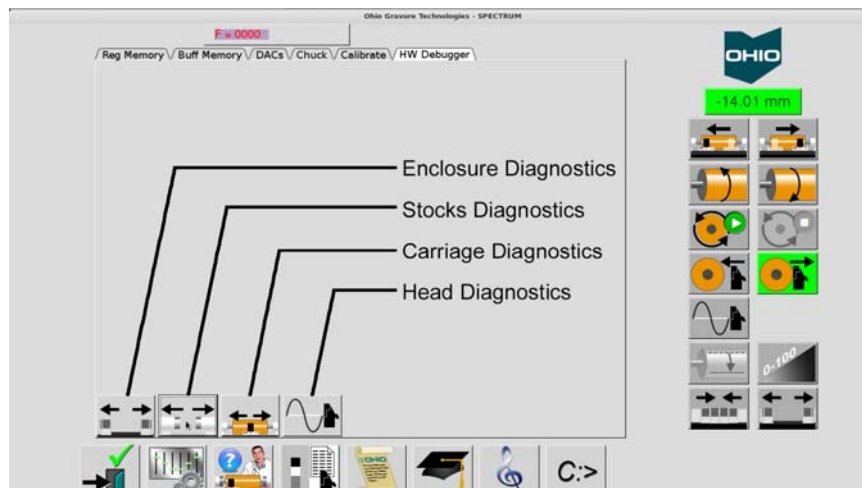 Ohio Gravure Technologies - SPECTRUM
F = 0000
Reg Memory Buff Memory DACs Chuck Calibrate HW Debugger
OHIO
-14.01 mm
Enclosure Diagnostics
Stocks Diagnostics
Carriage Diagnostics
Head Diagnostics
0-100
?
OHIO
C:>